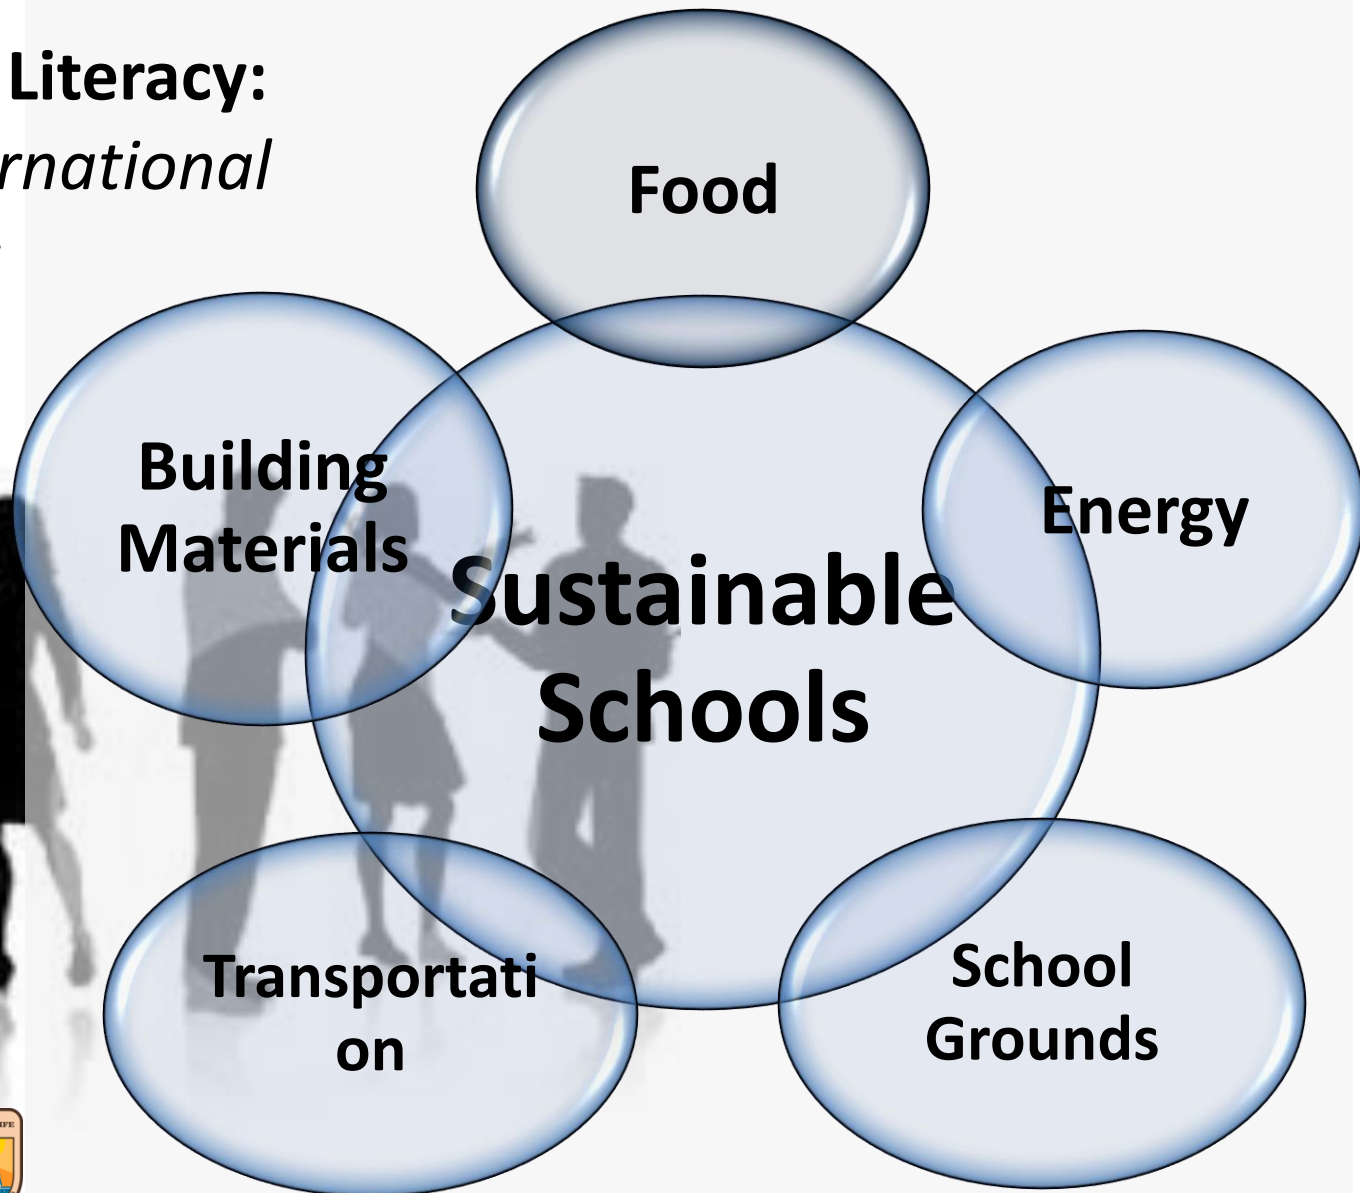 Literacy:
rnational
Food
Building
Materials
Energy
Sustainable
Schools
Transportati
on
School
Grounds